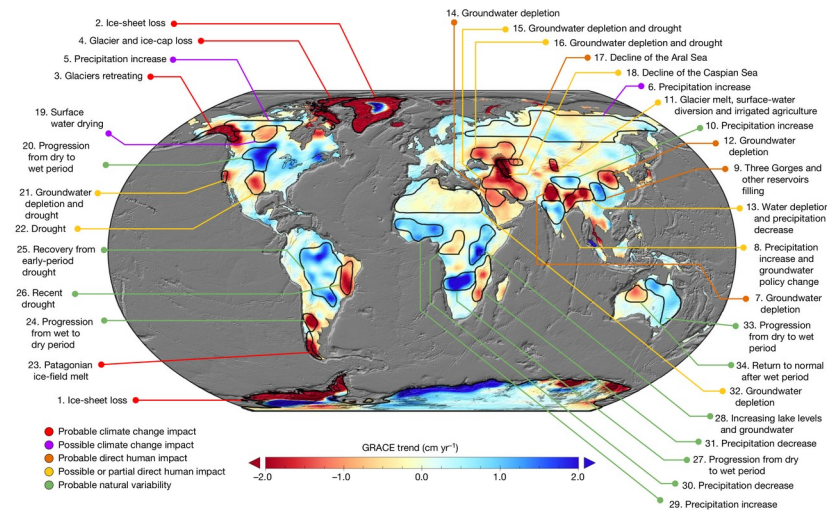 2. Ice-sheet loss
4. Glacier and ice-cap loss
5. Precipitation increase
3. Glaciers retreating
19. Surface
water drying
20. Progression
from dry to
wet period
21. Groundwater
depletion and
drought
22. Drought
25. Recovery from
early-period
drought
26. Recent
drought
24. Progression
from wet to
dry period
23. Patagonian
ice-field melt
1. Ice-sheet loss
14. Groundwater depletion
15. Groundwater depletion and drought
16. Groundwater depletion and drought
17. Decline of the Aral Sea
18. Decline of the Caspian Sea
6. Precipitation increase
11. Glacier melt, surface-water
diversion and irrigated agriculture
10. Precipitation increase
12. Groundwater
depletion
9. Three Gorges and
other reservoirs
filling
13. Water depletion
and precipitation
decrease
8. Precipitation
increase and
groundwater
policy change
7. Groundwater
depletion
33. Progression
from dry to wet
period
34. Return to normal
after wet period
32. Groundwater
depletion
28. Increasing lake levels
and groundwater
31. Precipitation decrease
27. Progression from dry
to wet period
30. Precipitation decrease
29. Precipitation increase
Probable climate change impact
Possible climate change impact
Probable direct human impact
Possible or partial direct human impact
Probable natural variability
GRACE trend (cm yr⁻¹)
−2.0 −1.0 0.0 1.0 2.0